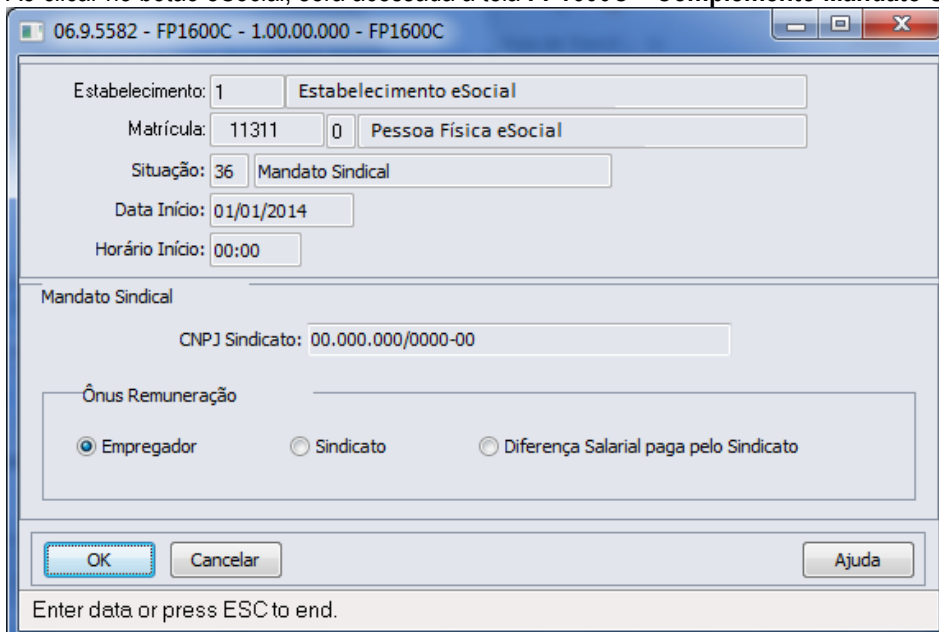 06.9.5582 - FP1600C - 1.00.00.000 - FP1600C
Estabelecimento: 1 Estabelecimento eSocial
Matrícula: 11311 0 Pessoa Física eSocial
Situação: 36 Mandato Sindical
Data Início: 01/01/2014
Horário Início: 00:00
Mandato Sindical
CNPJ Sindicato: 00.000.000/0000-00
Ônus Remuneração
Empregador Sindicato Diferença Salarial paga pelo Sindicato
OK Cancelar Ajuda
Enter data or press ESC to end.